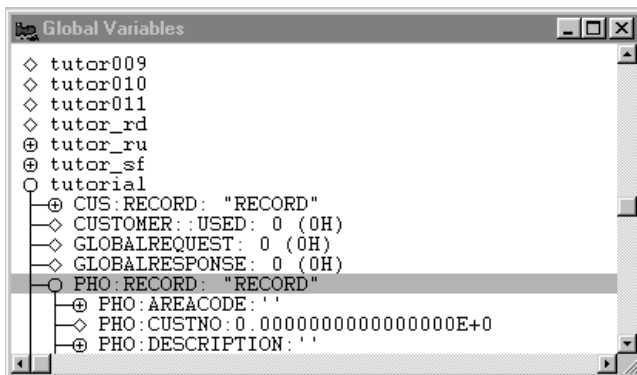 Global Variables
tutor009
tutor010
tutor011
tutor_rd
tutor_ru
tutor_sf
tutorial
CUS:RECORD: "RECORD"
CUSTOMER::USED: 0 (0H)
GLOBALREQUEST: 0 (0H)
GLOBALRESPONSE: 0 (0H)
PHO:RECORD: "RECORD"
PHO:AREACODE:''
PHO:CUSTNO:0.0000000000000000E+0
PHO:DESCRIPTION:''